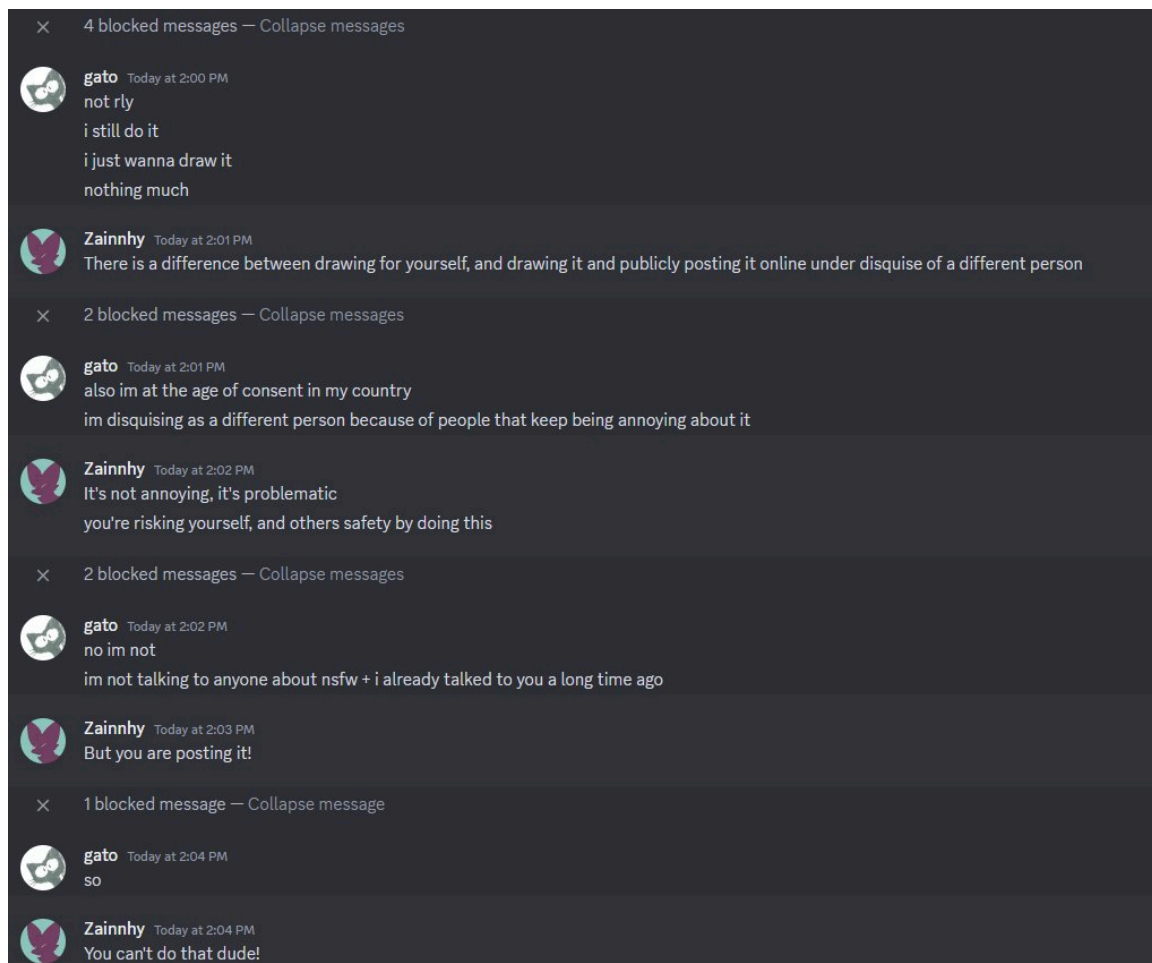 4 blocked messages — Collapse messages
gato Today at 2:00 PM
not rly
i still do it
i just wanna draw it
nothing much
Zainnhy Today at 2:01 PM
There is a difference between drawing for yourself, and drawing it and publicly posting it online under disquise of a different person
2 blocked messages — Collapse messages
gato Today at 2:01 PM
also im at the age of consent in my country
im disquising as a different person because of people that keep being annoying about it
Zainnhy Today at 2:02 PM
It's not annoying, it's problematic
you're risking yourself, and others safety by doing this
2 blocked messages — Collapse messages
gato Today at 2:02 PM
no im not
im not talking to anyone about nsfw + i already talked to you a long time ago
Zainnhy Today at 2:03 PM
But you are posting it!
1 blocked message — Collapse message
gato Today at 2:04 PM
so
Zainnhy Today at 2:04 PM
You can't do that dude!